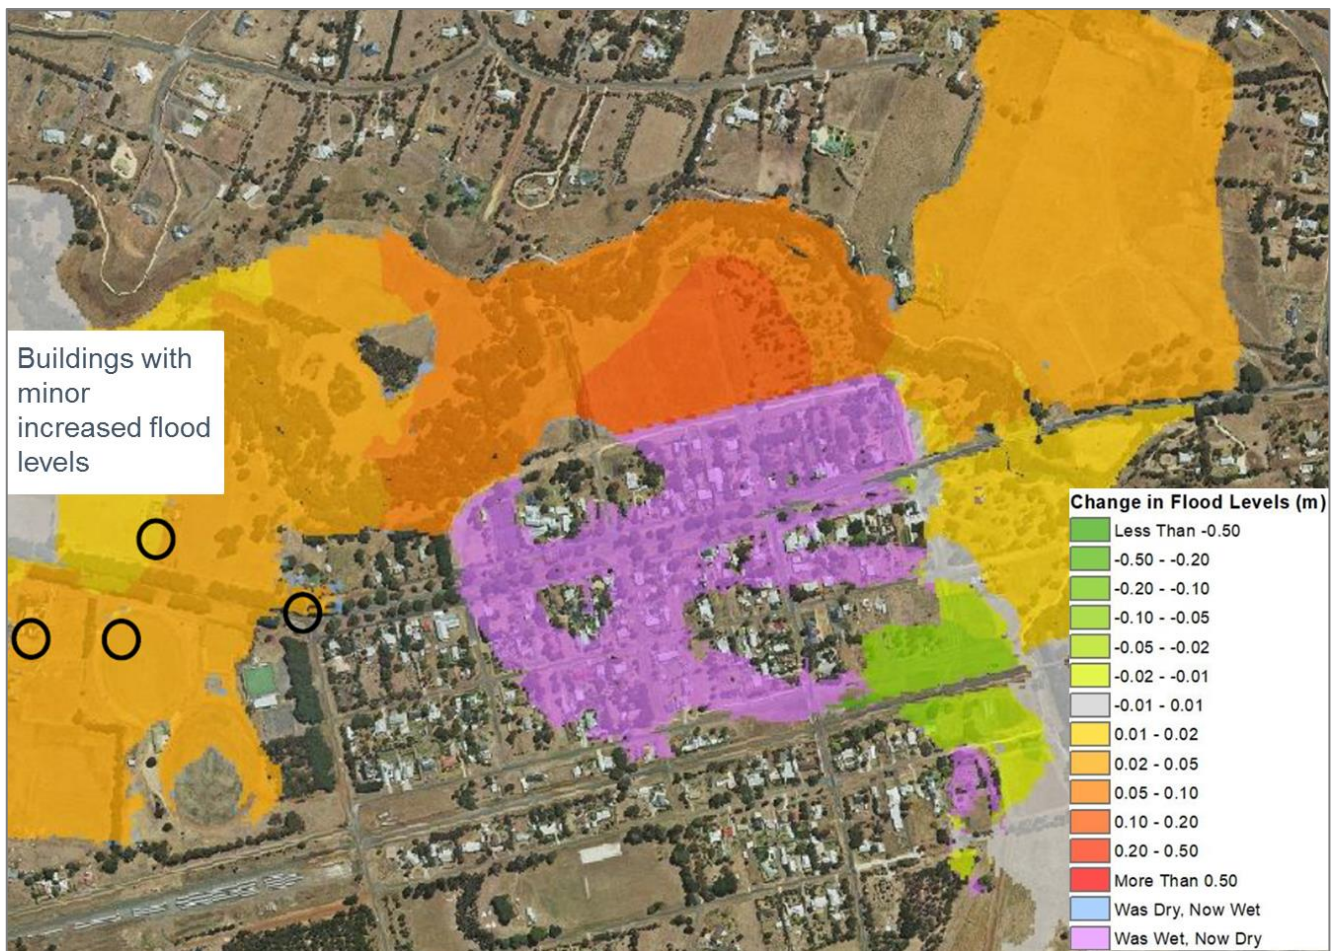 Buildings with
minor
increased flood
levels
Change in Flood Levels (m)
Less Than -0.50
-0.50 - -0.20
-0.20 - -0.10
-0.10 - -0.05
-0.05 - -0.02
-0.02 - -0.01
-0.01 - 0.01
0.01 - 0.02
0.02 - 0.05
0.05 - 0.10
0.10 - 0.20
0.20 - 0.50
More Than 0.50
Was Dry, Now Wet
Was Wet, Now Dry